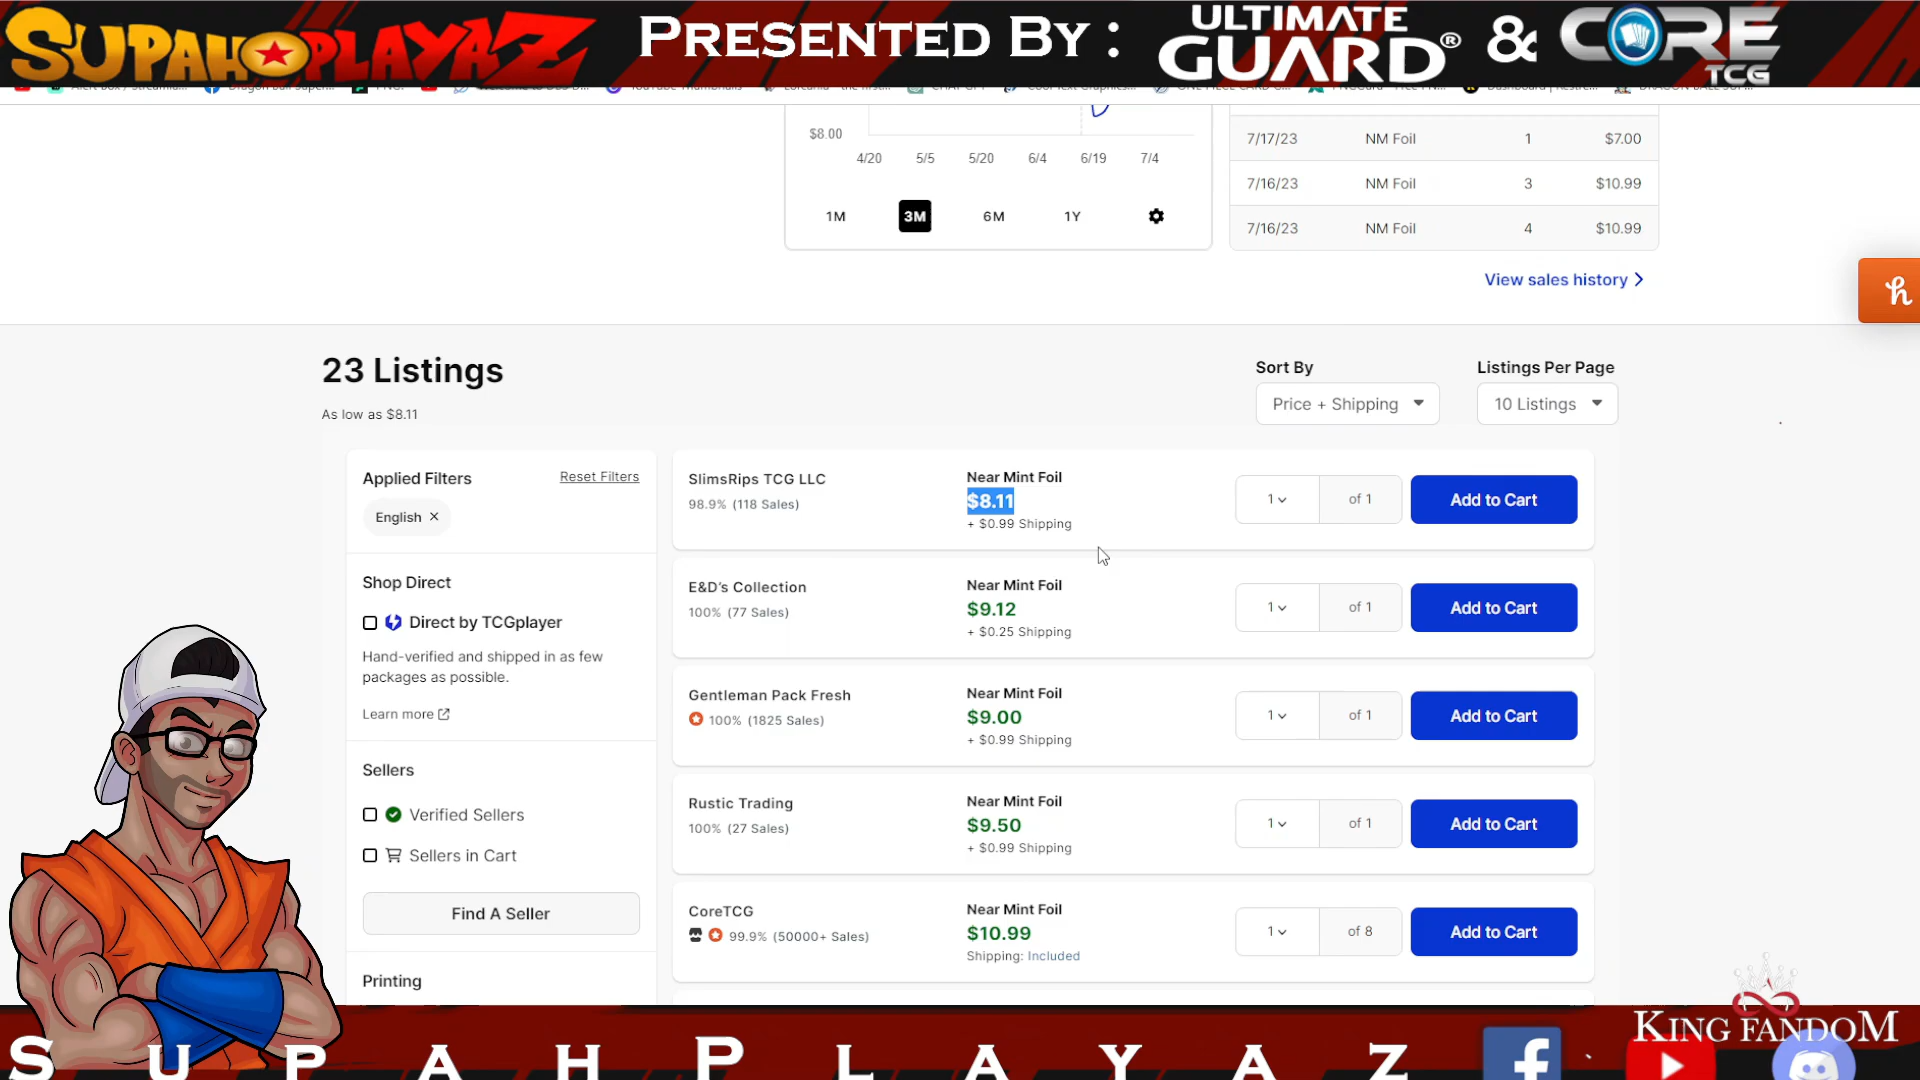 SUPAH PLAYAZ PRESENTED BY : ULTIMATE GUARD® & CORE TCG
$8.00
4/20 5/5 5/20 6/4 6/19 7/4
1M 3M 6M 1Y
7/17/23 NM Foil 1 $7.00
7/16/23 NM Foil 3 $10.99
7/16/23 NM Foil 4 $10.99
View sales history
23 Listings
As low as $8.11
Sort By
Price + Shipping
Listings Per Page
10 Listings
Applied Filters Reset Filters
English ×
Shop Direct
Direct by TCGplayer
Hand-verified and shipped in as few
packages as possible.
Learn more
Sellers
Verified Sellers
Sellers in Cart
Find A Seller
Printing
SlimsRips TCG LLC
98.9% (118 Sales)
Near Mint Foil
$8.11
+ $0.99 Shipping
1 of 1
Add to Cart
E&D's Collection
100% (77 Sales)
Near Mint Foil
$9.12
+ $0.25 Shipping
1 of 1
Add to Cart
Gentleman Pack Fresh
100% (1825 Sales)
Near Mint Foil
$9.00
+ $0.99 Shipping
1 of 1
Add to Cart
Rustic Trading
100% (27 Sales)
Near Mint Foil
$9.50
+ $0.99 Shipping
1 of 1
Add to Cart
CoreTCG
99.9% (50000+ Sales)
Near Mint Foil
$10.99
Shipping: Included
1 of 8
Add to Cart
KING FANDOM
SUPAHPLAYAZ